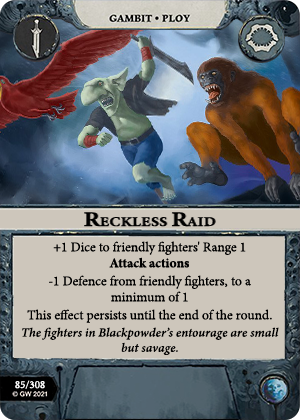 GAMBIT • PLOY
RECKLESS RAID
+1 Dice to friendly fighters' Range 1
Attack actions
-1 Defence from friendly fighters, to a
minimum of 1
This effect persists until the end of the round.
The fighters in Blackpowder's entourage are small
but savage.
85/308
© GW 2021